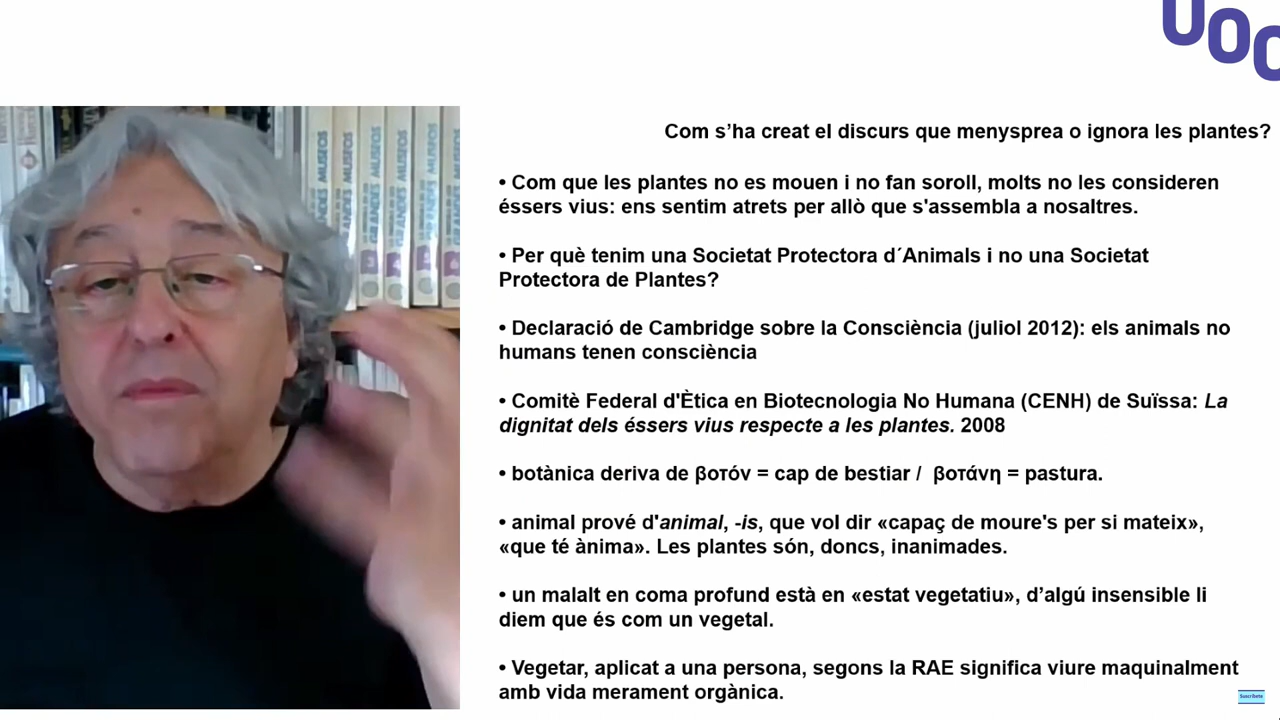 UOC
Com s’ha creat el discurs que menysprea o ignora les plantes?
• Com que les plantes no es mouen i no fan soroll, molts no les consideren
éssers vius: ens sentim atrets per allò que s'assembla a nosaltres.
• Per què tenim una Societat Protectora d´Animals i no una Societat
Protectora de Plantes?
• Declaració de Cambridge sobre la Consciència (juliol 2012): els animals no
humans tenen consciència
• Comitè Federal d'Ètica en Biotecnologia No Humana (CENH) de Suïssa: La
dignitat dels éssers vius respecte a les plantes. 2008
• botànica deriva de βοτόν = cap de bestiar / βοτάνη = pastura.
• animal prové d'animal, -is, que vol dir «capaç de moure's per si mateix»,
«que té ànima». Les plantes són, doncs, inanimades.
• un malalt en coma profund està en «estat vegetatiu», d’algú insensible li
diem que és com un vegetal.
• Vegetar, aplicat a una persona, segons la RAE significa viure maquinalment
amb vida merament orgànica.
Suscríbete
GRANDES MUSEOS
GRANDES MUSEOS
GRANDES MUSEOS